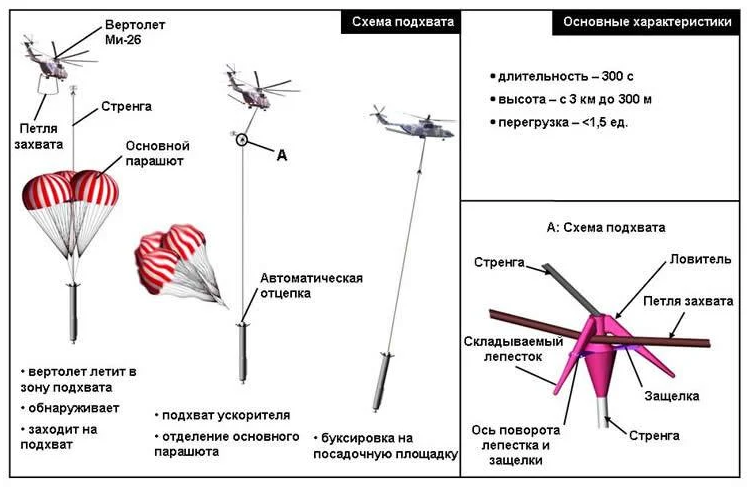 Схема подхвата
Вертолет
Ми-26
Стренга
Петля
захвата
Основной
парашют
А
Автоматическая
отцепка
• вертолет летит в
зону подхвата
• обнаруживает
• заходит на
подхват
• подхват ускорителя
• отделение основного
парашюта
• буксировка на
посадочную площадку
Основные характеристики
• длительность – 300 с
• высота – с 3 км до 300 м
• перегрузка – <1,5 ед.
А: Схема подхвата
Стренга
Ловитель
Петля захвата
Складываемый
лепесток
Защелка
Ось поворота
лепестка и
защелки
Стренга